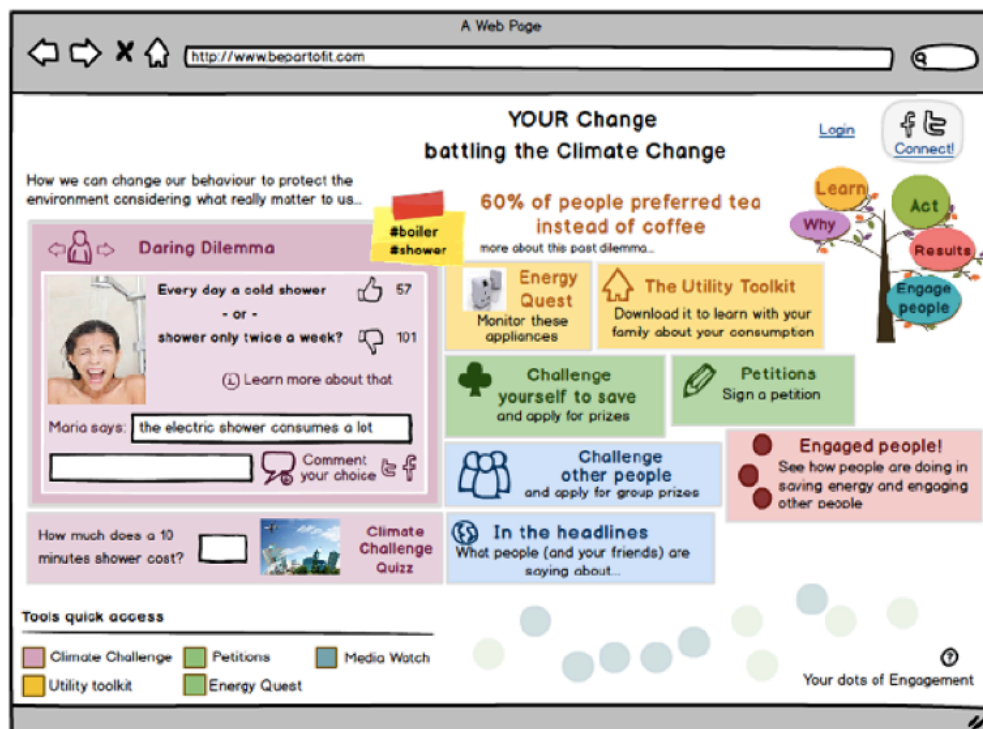 A Web Page
http://www.bepartofit.com
YOUR Change
battling the Climate Change
Login
Connect!
How we can change our behaviour to protect the
environment considering what really matter to us...
#boiler
#shower
60% of people preferred tea
instead of coffee
more about this past dilemma...
Learn
Act
Why
Results
Engage
people
Daring Dilemma
Every day a cold shower
57
- or -
shower only twice a week?
101
Learn more about that
Maria says:
the electric shower consumes a lot
Comment
your choice
Energy
Quest
Monitor these
appliances
The Utility Toolkit
Download it to learn with your
family about your consumption
Challenge
yourself to save
and apply for prizes
Petitions
Sign a petition
Challenge
other people
and apply for group prizes
Engaged people!
See how people are doing in
saving energy and engaging
other people
How much does a 10
minutes shower cost?
Climate
Challenge
Quizz
In the headlines
What people (and your friends) are
saying about...
Tools quick access
Climate Challenge
Petitions
Media Watch
Utility toolkit
Energy Quest
?
Your dots of Engagement